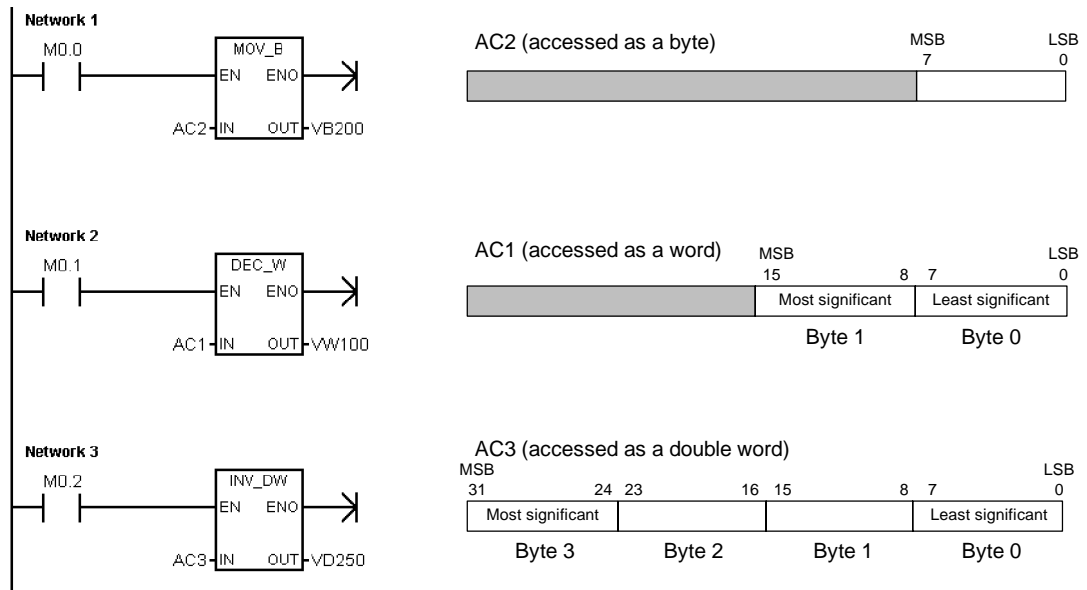 Network 1
M0.0
MOV_B
EN ENO
AC2 IN OUT VB200
AC2 (accessed as a byte)
MSB LSB
7 0
Network 2
M0.1
DEC_W
EN ENO
AC1 IN OUT VW100
AC1 (accessed as a word)
MSB LSB
15 8 7 0
Most significant Least significant
Byte 1 Byte 0
Network 3
M0.2
INV_DW
EN ENO
AC3 IN OUT VD250
AC3 (accessed as a double word)
MSB LSB
31 24 23 16 15 8 7 0
Most significant Least significant
Byte 3 Byte 2 Byte 1 Byte 0